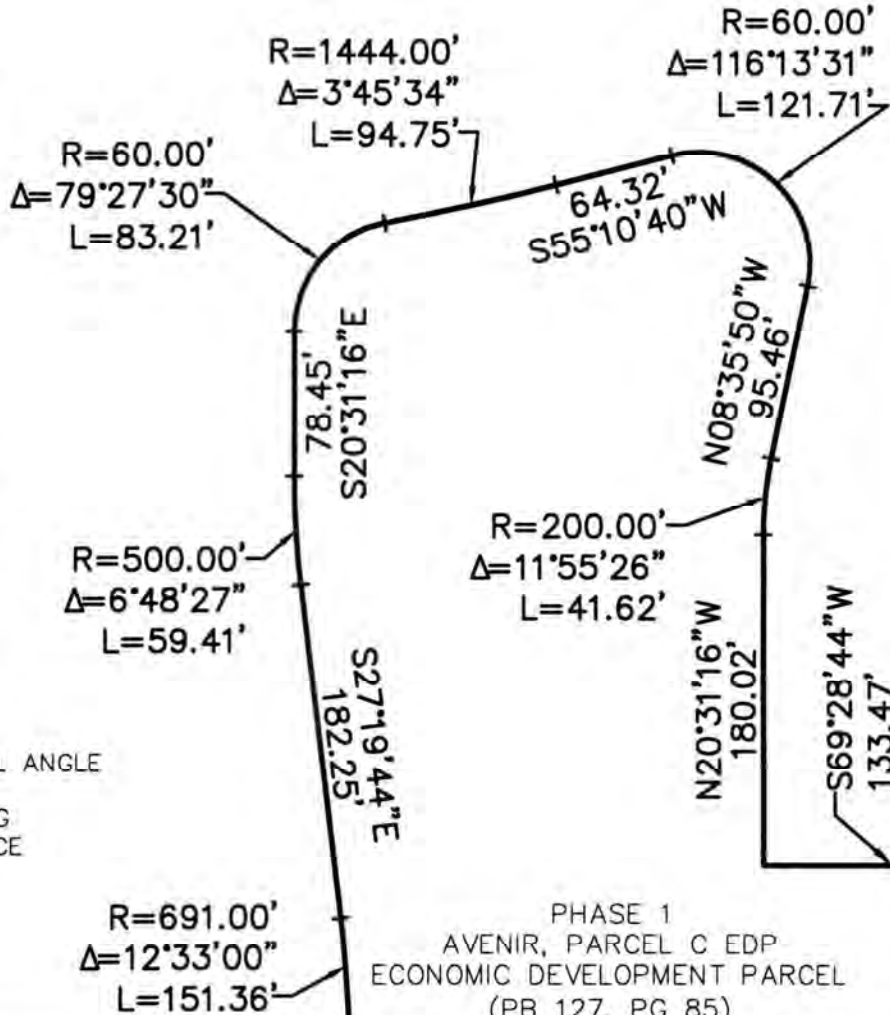 R=60.00'
Δ=116°13'31"
L=121.71'
R=1444.00'
Δ=3°45'34"
L=94.75'
R=60.00'
Δ=79°27'30"
L=83.21'
64.32'
S55°10'40"W
N08°35'50"W
95.46'
78.45'
S20°31'16"E
R=500.00'
Δ=6°48'27"
L=59.41'
R=200.00'
Δ=11°55'26"
L=41.62'
S27°19'44"E
182.25'
N20°31'16"W
180.02'
S69°28'44"W
133.47'
ANGLE
R=691.00'
Δ=12°33'00"
L=151.36'
PHASE 1
AVENIR, PARCEL C EDP
ECONOMIC DEVELOPMENT PARCEL
(PB 127, PG 85)